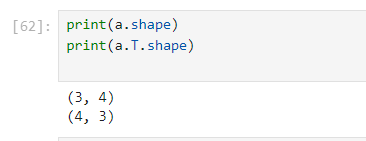 [62]:
print(a.shape)
print(a.T.shape)
(3, 4)
(4, 3)